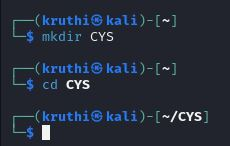 ┌──(kruthi㉿kali)-[~]
└─$ mkdir CYS
┌──(kruthi㉿kali)-[~]
└─$ cd CYS
┌──(kruthi㉿kali)-[~/CYS]
└─$